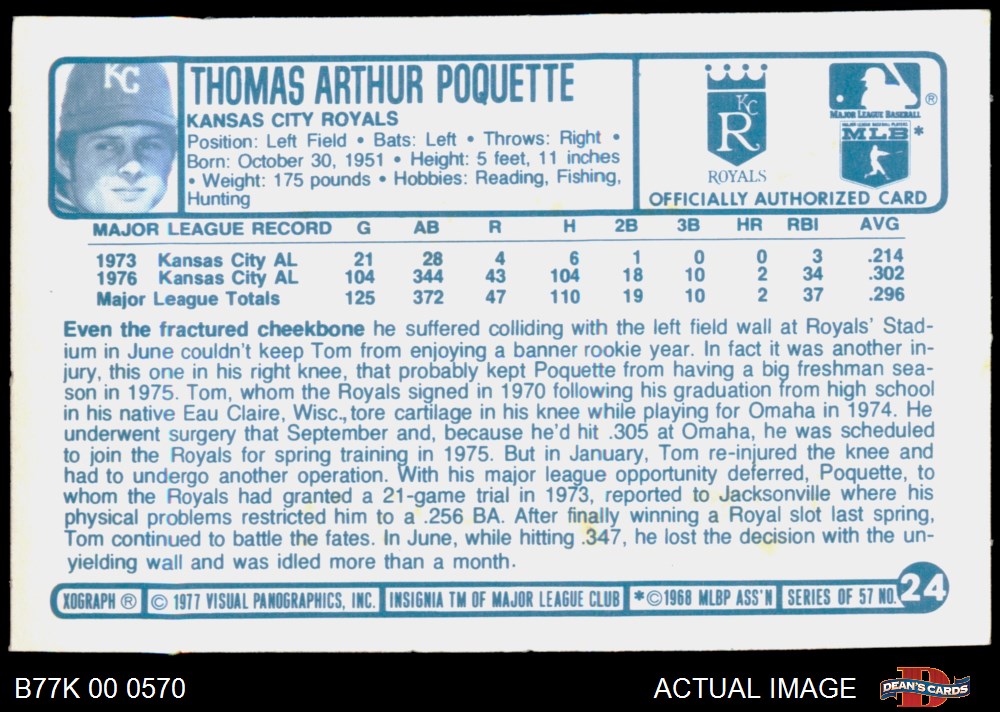 KC
THOMAS ARTHUR POQUETTE
KANSAS CITY ROYALS
Position: Left Field • Bats: Left • Throws: Right •
Born: October 30, 1951 • Height: 5 feet, 11 inches
• Weight: 175 pounds • Hobbies: Reading, Fishing,
Hunting
KC
R
ROYALS
®
MAJOR LEAGUE BASEBALL
MAJOR LEAGUE BASEBALL PLAYERS
MLB *
OFFICIALLY AUTHORIZED CARD
MAJOR LEAGUE RECORD G AB R H 2B 3B HR RBI AVG
1973 Kansas City AL 21 28 4 6 1 0 0 3 .214
1976 Kansas City AL 104 344 43 104 18 10 2 34 .302
Major League Totals 125 372 47 110 19 10 2 37 .296
Even the fractured cheekbone he suffered colliding with the left field wall at Royals' Stad-
ium in June couldn't keep Tom from enjoying a banner rookie year. In fact it was another in-
jury, this one in his right knee, that probably kept Poquette from having a big freshman sea-
son in 1975. Tom, whom the Royals signed in 1970 following his graduation from high school
in his native Eau Claire, Wisc., tore cartilage in his knee while playing for Omaha in 1974. He
underwent surgery that September and, because he'd hit .305 at Omaha, he was scheduled
to join the Royals for spring training in 1975. But in January, Tom re-injured the knee and
had to undergo another operation. With his major league opportunity deferred, Poquette, to
whom the Royals had granted a 21-game trial in 1973, reported to Jacksonville where his
physical problems restricted him to a .256 BA. After finally winning a Royal slot last spring,
Tom continued to battle the fates. In June, while hitting .347, he lost the decision with the un-
yielding wall and was idled more than a month.
XOGRAPH ® © 1977 VISUAL PANOGRAPHICS, INC. INSIGNIA TM OF MAJOR LEAGUE CLUB *©1968 MLBP ASS'N SERIES OF 57 NO. 24
B77K 00 0570
ACTUAL IMAGE
D
DEAN'S CARDS